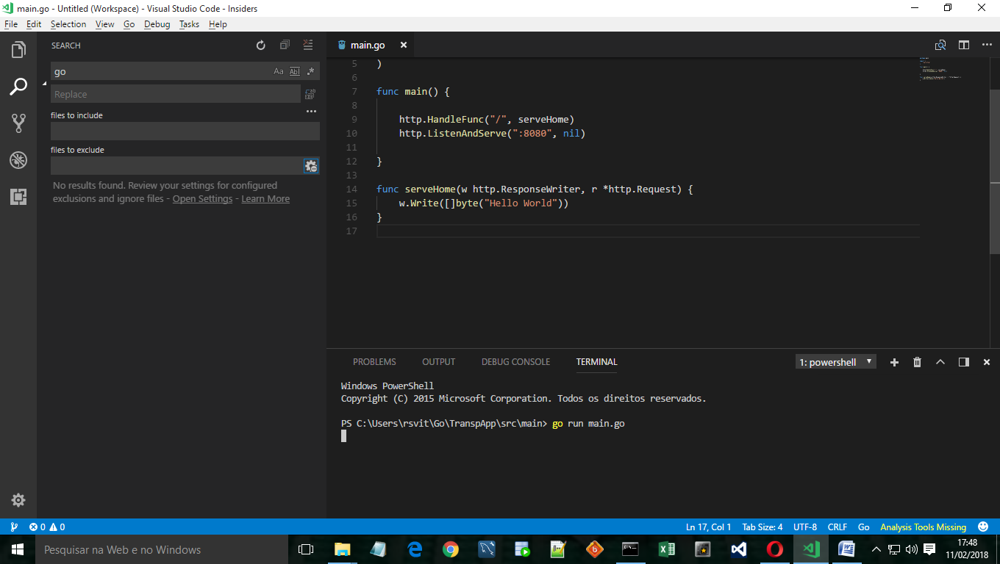 main.go - Untitled (Workspace) - Visual Studio Code - Insiders
File Edit Selection View Go Debug Tasks Help
SEARCH
go
Aa Abl .*
Replace
files to include
files to exclude
No results found. Review your settings for configured
exclusions and ignore files - Open Settings - Learn More
main.go
5 )
6
7 func main() {
8
9 http.HandleFunc("/", serveHome)
10 http.ListenAndServe(":8080", nil)
11
12 }
13
14 func serveHome(w http.ResponseWriter, r *http.Request) {
15 w.Write([]byte("Hello World"))
16 }
17
PROBLEMS OUTPUT DEBUG CONSOLE TERMINAL
1: powershell
Windows PowerShell
Copyright (C) 2015 Microsoft Corporation. Todos os direitos reservados.
PS C:\Users\rsvit\Go\TranspApp\src\main> go run main.go
0 0
Ln 17, Col 1 Tab Size: 4 UTF-8 CRLF Go Analysis Tools Missing
Pesquisar na Web e no Windows
17:48
11/02/2018